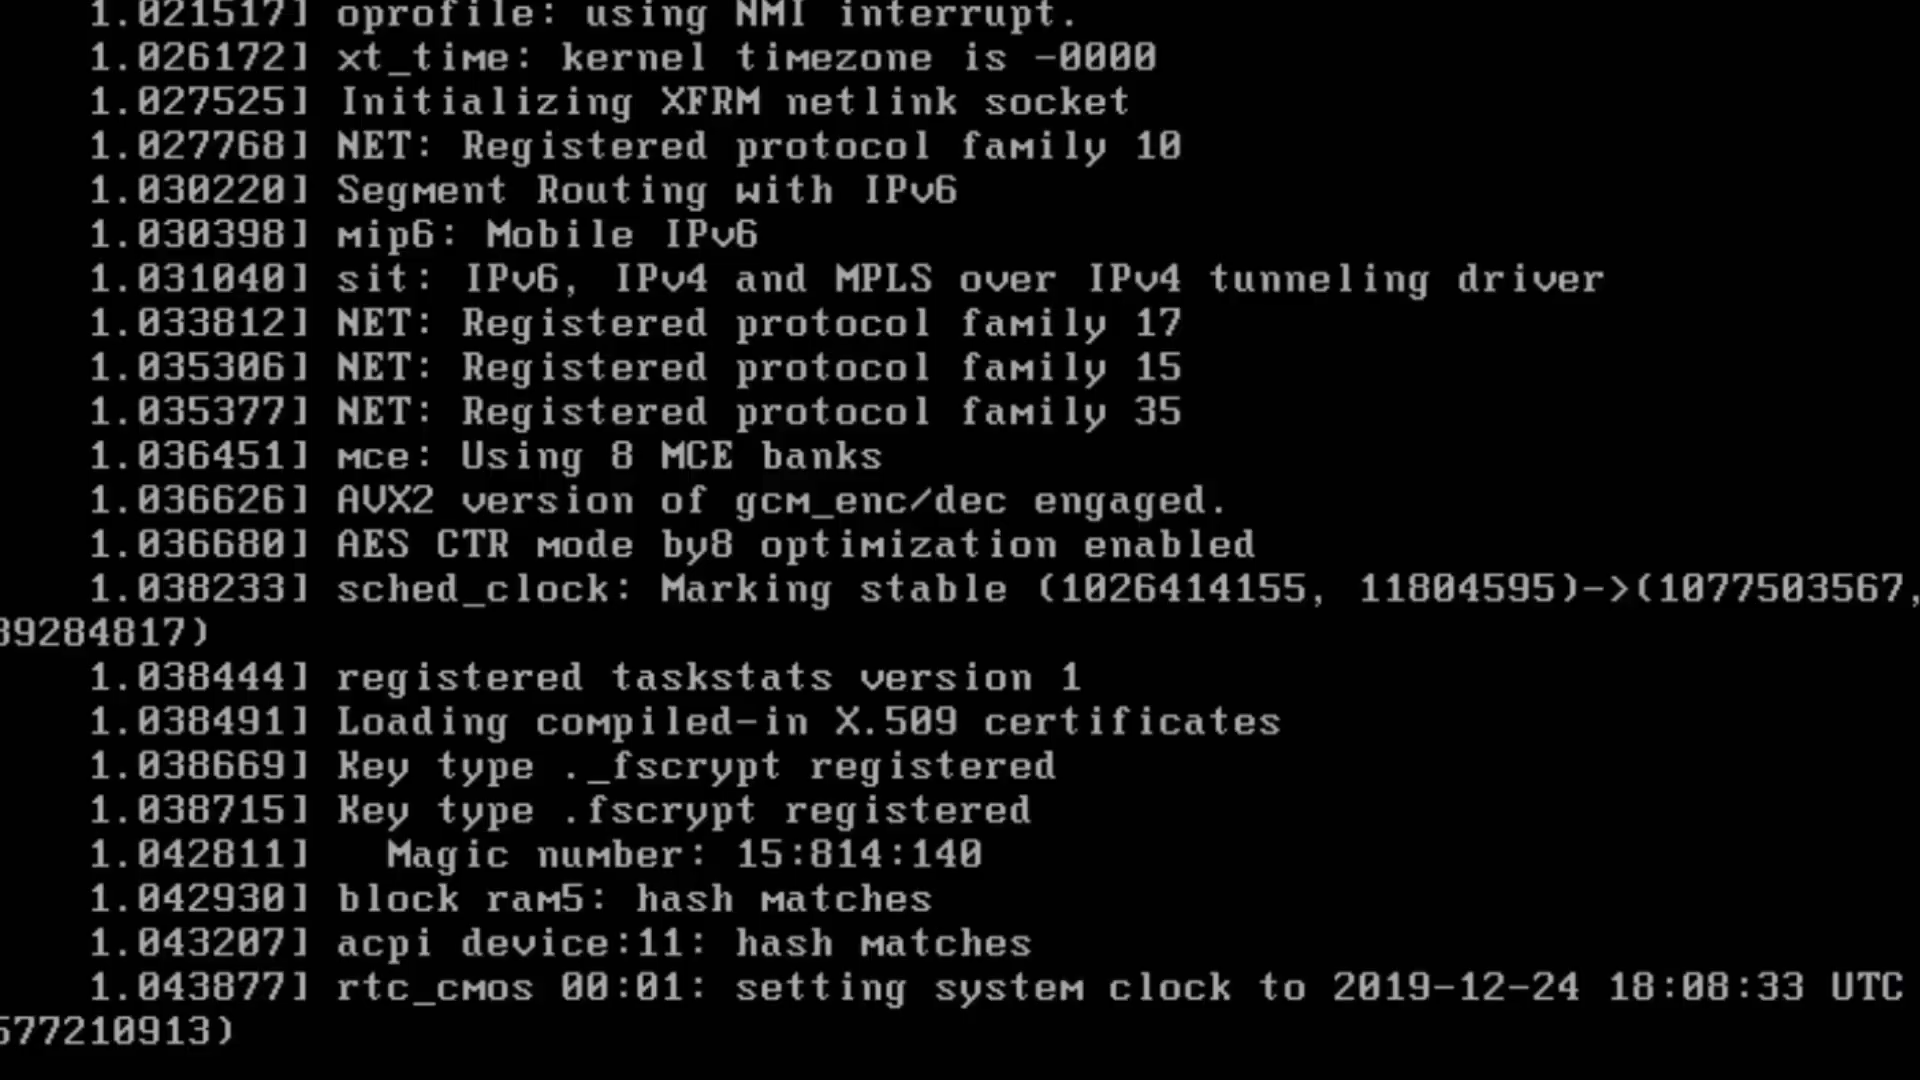 1.021517] oprofile: using NMI interrupt.
1.026172] xt_time: kernel timezone is -0000
1.027525] Initializing XFRM netlink socket
1.027768] NET: Registered protocol family 10
1.030220] Segment Routing with IPv6
1.030398] mip6: Mobile IPv6
1.031040] sit: IPv6, IPv4 and MPLS over IPv4 tunneling driver
1.033812] NET: Registered protocol family 17
1.035306] NET: Registered protocol family 15
1.035377] NET: Registered protocol family 35
1.036451] mce: Using 8 MCE banks
1.036626] AVX2 version of gcm_enc/dec engaged.
1.036680] AES CTR mode by8 optimization enabled
1.038233] sched_clock: Marking stable (1026414155, 11804595)->(1077503567,
39284817)
1.038444] registered taskstats version 1
1.038491] Loading compiled-in X.509 certificates
1.038669] Key type ._fscrypt registered
1.038715] Key type .fscrypt registered
1.042811]   Magic number: 15:814:140
1.042930] block ram5: hash matches
1.043207] acpi device:11: hash matches
1.043877] rtc_cmos 00:01: setting system clock to 2019-12-24 18:08:33 UTC
577210913)